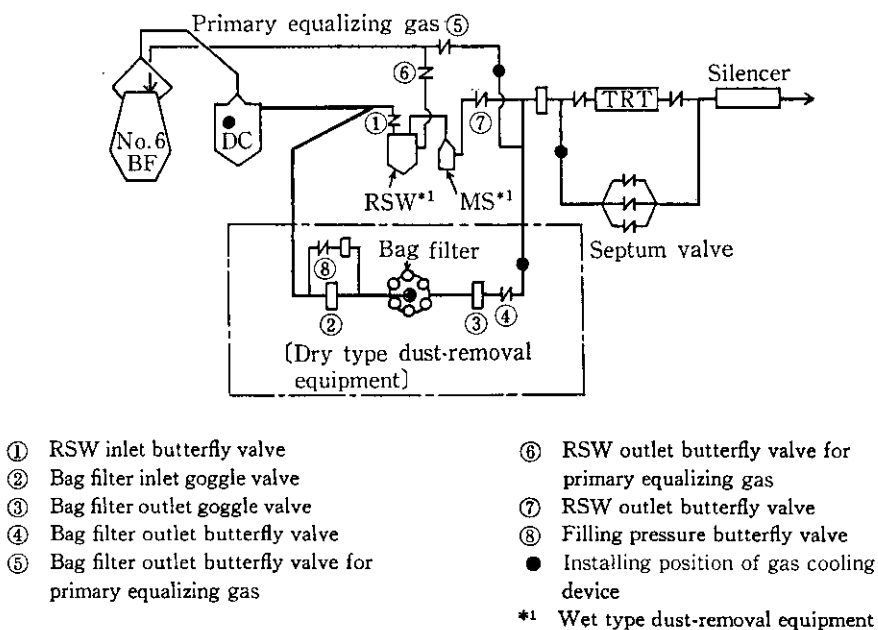 Primary equalizing gas ⑤
⑥
Silencer
TRT
No.6
BF
DC
①
⑦
RSW*1
MS*1
Septum valve
Bag filter
⑧
②
③
④
〔Dry type dust-removal
equipment〕
① RSW inlet butterfly valve
② Bag filter inlet goggle valve
③ Bag filter outlet goggle valve
④ Bag filter outlet butterfly valve
⑤ Bag filter outlet butterfly valve for
primary equalizing gas
⑥ RSW outlet butterfly valve for
primary equalizing gas
⑦ RSW outlet butterfly valve
⑧ Filling pressure butterfly valve
● Installing position of gas cooling
device
*1 Wet type dust-removal equipment